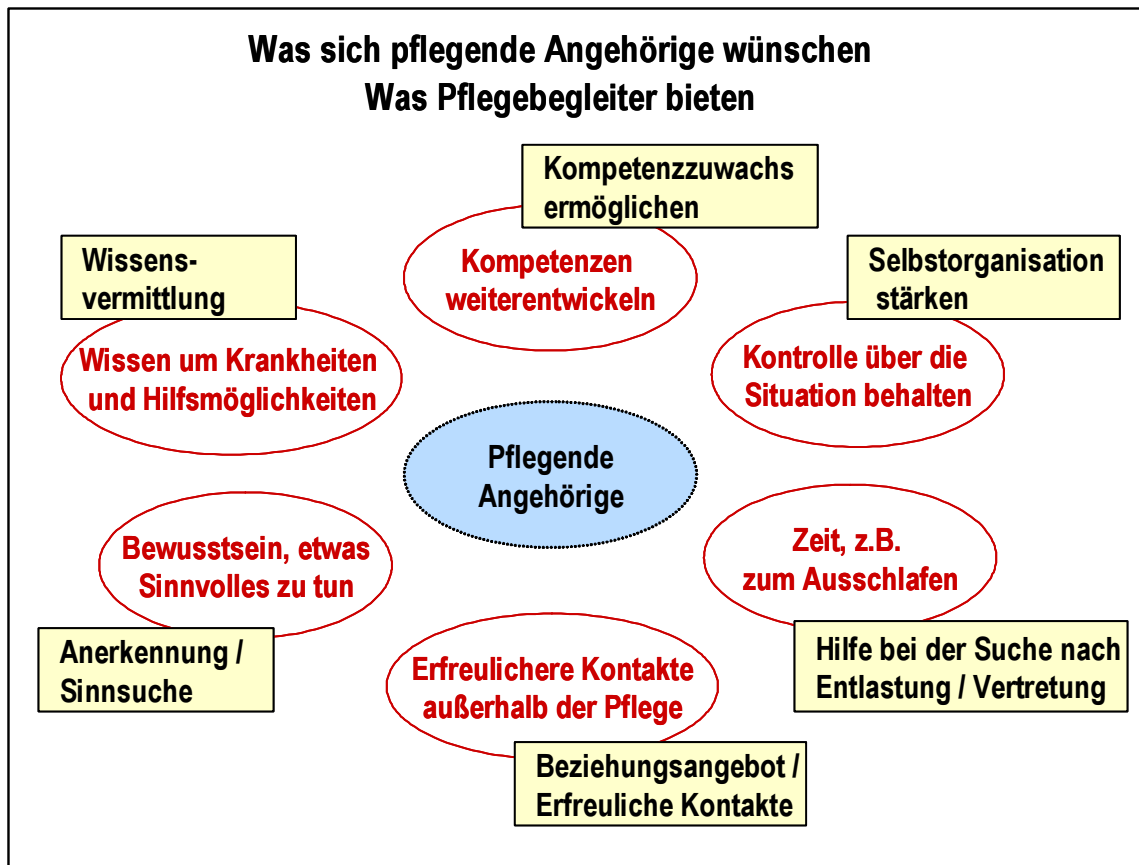 Was sich pflegende Angehörige wünschen
Was Pflegebegleiter bieten
Kompetenzzuwachs
ermöglichen
Kompetenzen
weiterentwickeln
Wissens-
vermittlung
Wissen um Krankheiten
und Hilfsmöglichkeiten
Selbstorganisation
stärken
Kontrolle über die
Situation behalten
Pflegende
Angehörige
Bewusstsein, etwas
Sinnvolles zu tun
Anerkennung /
Sinnsuche
Zeit, z.B.
zum Ausschlafen
Hilfe bei der Suche nach
Entlastung / Vertretung
Erfreulichere Kontakte
außerhalb der Pflege
Beziehungsangebot /
Erfreuliche Kontakte